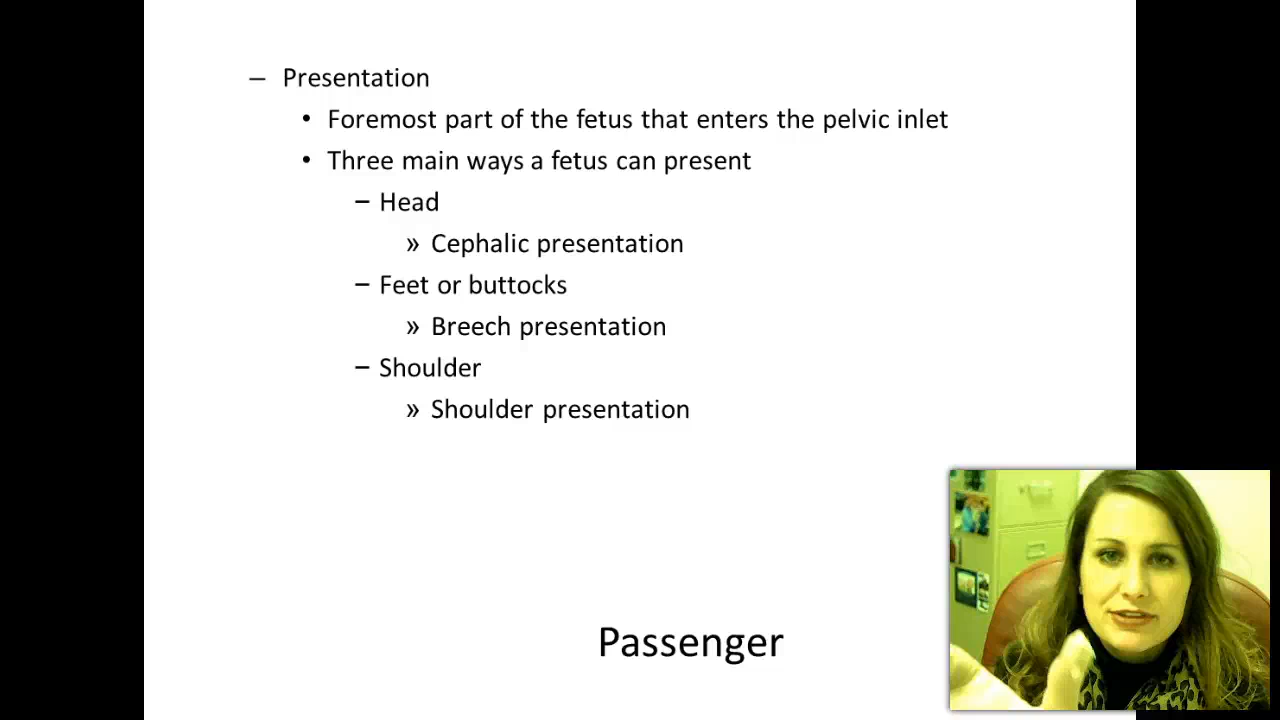 – Presentation
• Foremost part of the fetus that enters the pelvic inlet
• Three main ways a fetus can present
– Head
» Cephalic presentation
– Feet or buttocks
» Breech presentation
– Shoulder
» Shoulder presentation
Passenger